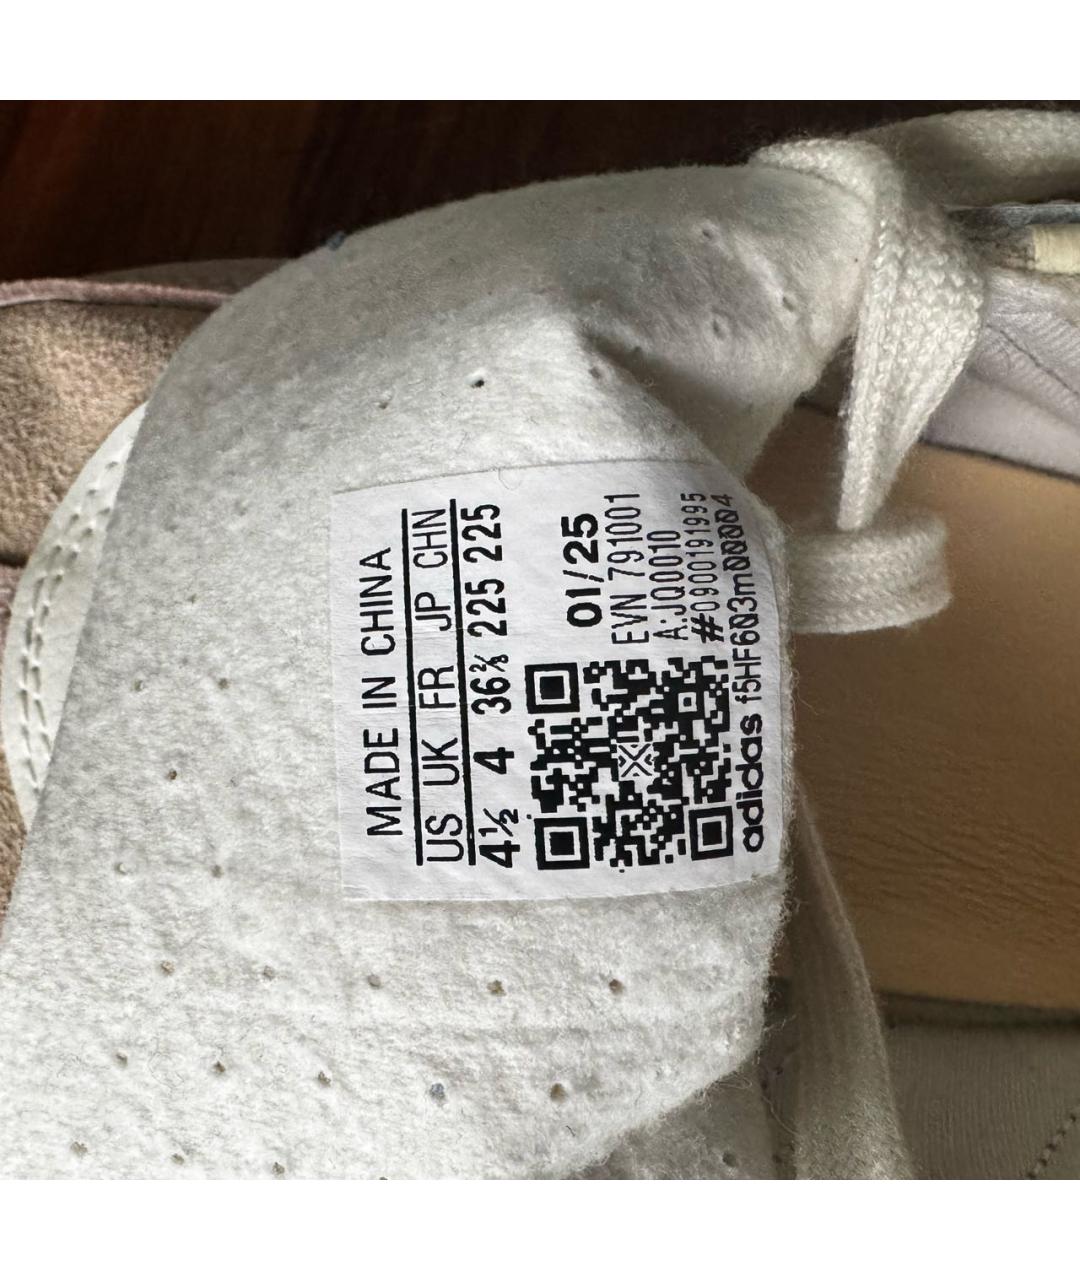 MADE IN CHINA
US UK FR JP CHN
4½ 4 36⅔ 225 225
01/25
EVN 791001
A:JQ0010
#0900191995
adidas f5HF603m00004